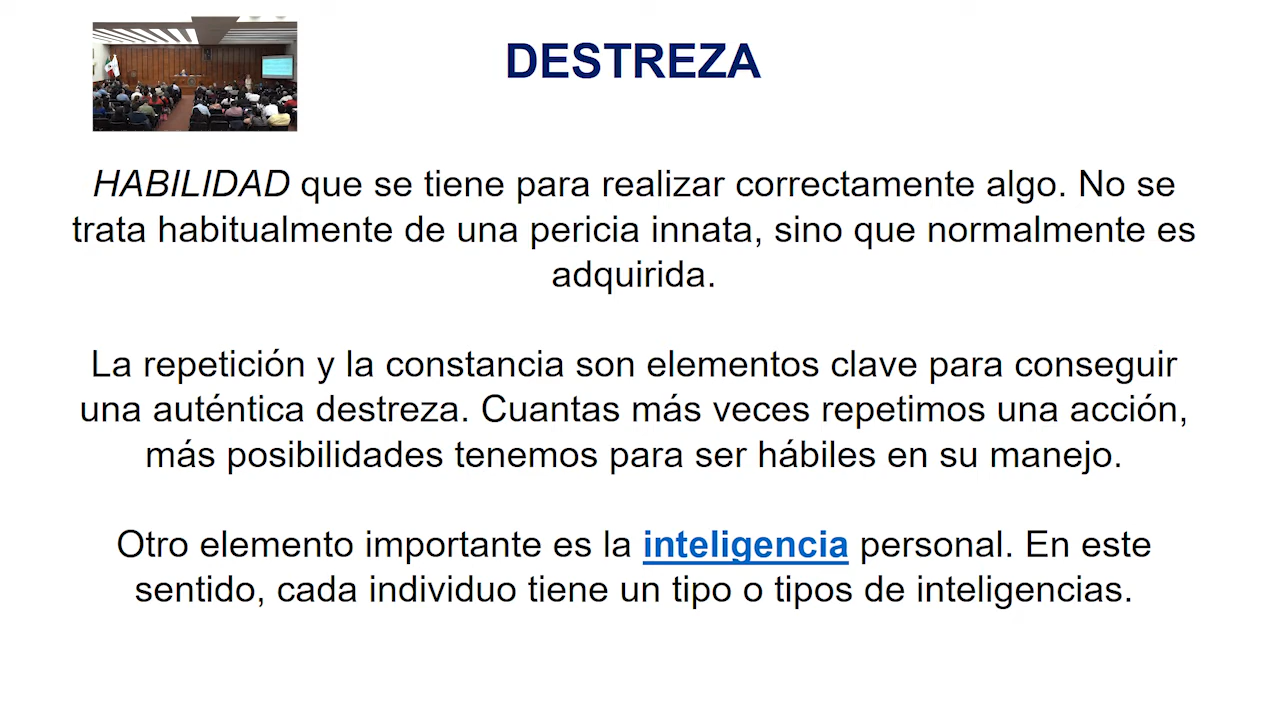 DESTREZA
HABILIDAD que se tiene para realizar correctamente algo. No se
trata habitualmente de una pericia innata, sino que normalmente es
adquirida.
La repetición y la constancia son elementos clave para conseguir
una auténtica destreza. Cuantas más veces repetimos una acción,
más posibilidades tenemos para ser hábiles en su manejo.
Otro elemento importante es la inteligencia personal. En este
sentido, cada individuo tiene un tipo o tipos de inteligencias.